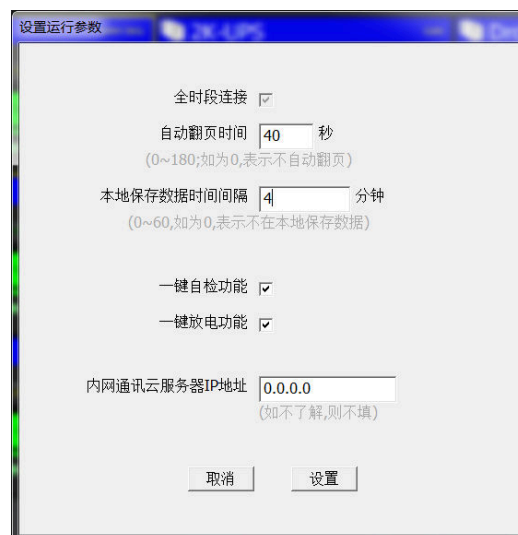 设置运行参数
2K-UPS
全时段连接
自动翻页时间 40 秒
(0~180;如为0,表示不自动翻页)
本地保存数据时间间隔 4 分钟
(0~60,如为0,表示不在本地保存数据)
一键自检功能
一键放电功能
内网通讯云服务器IP地址 0.0.0.0
(如不了解,则不填)
取消 设置